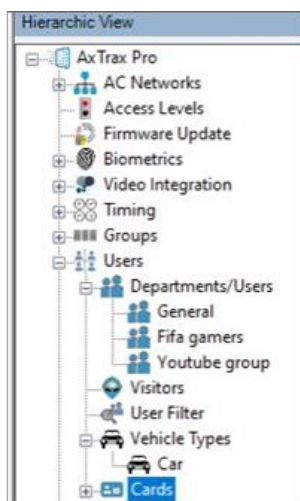 Hierarchic View
AxTrax Pro
AC Networks
Access Levels
Firmware Update
Biometrics
Video Integration
Timing
Groups
Users
Departments/Users
General
Fifa gamers
Youtube group
Visitors
User Filter
Vehicle Types
Car
Cards